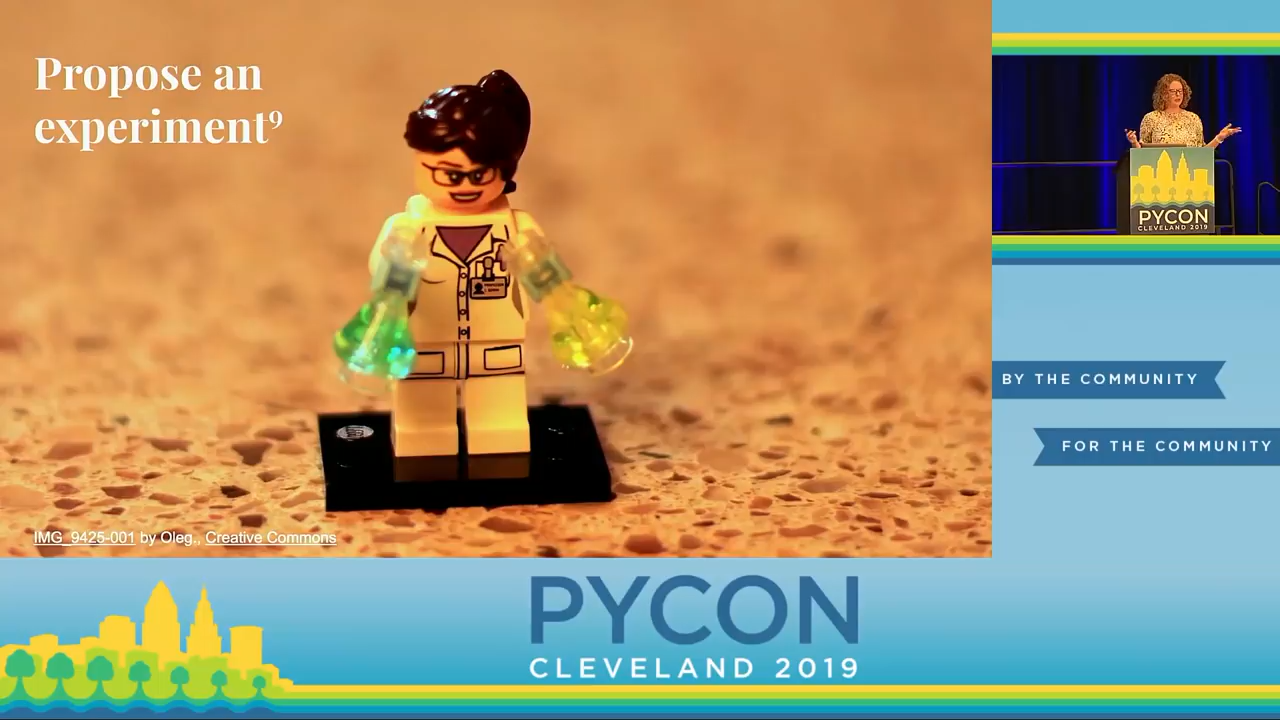 Propose an
experiment⁹
IMG_9425-001 by Oleg., Creative Commons
PYCON
CLEVELAND 2019
BY THE COMMUNITY
FOR THE COMMUNITY
PYCON
CLEVELAND 2019